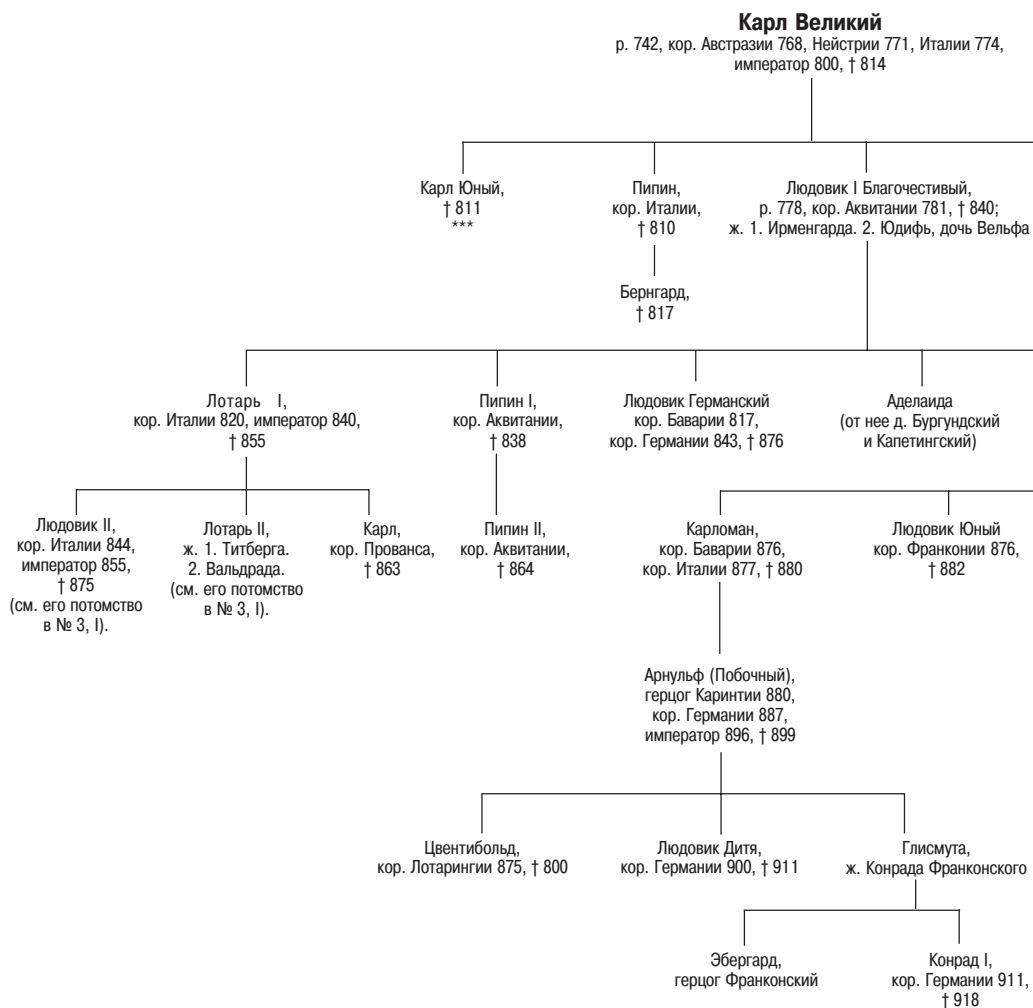 Карл Великий
р. 742, кор. Австразии 768, Нейстрии 771, Италии 774,
император 800, † 814
Карл Юный,
† 811
***
Пипин,
кор. Италии,
† 810
Людовик I Благочестивый,
р. 778, кор. Аквитании 781, † 840;
ж. 1. Ирменгарда. 2. Юдифь, дочь Вельфа
Бернгард,
† 817
Лотарь I,
кор. Италии 820, император 840,
† 855
Пипин I,
кор. Аквитании,
† 838
Людовик Германский
кор. Баварии 817,
кор. Германии 843, † 876
Аделаида
(от нее д. Бургундский
и Капетингский)
Людовик II,
кор. Италии 844,
император 855,
† 875
(см. его потомство
в № 3, I).
Лотарь II,
ж. 1. Титберга.
2. Вальдрада.
(см. его потомство
в № 3, I).
Карл,
кор. Прованса,
† 863
Пипин II,
кор. Аквитании,
† 864
Карломан,
кор. Баварии 876,
кор. Италии 877, † 880
Людовик Юный
кор. Франконии 876,
† 882
Арнульф (Побочный),
герцог Каринтии 880,
кор. Германии 887,
император 896, † 899
Цвентибольд,
кор. Лотарингии 875, † 800
Людовик Дитя,
кор. Германии 900, † 911
Глисмута,
ж. Конрада Франконского
Эбергард,
герцог Франконский
Конрад I,
кор. Германии 911,
† 918